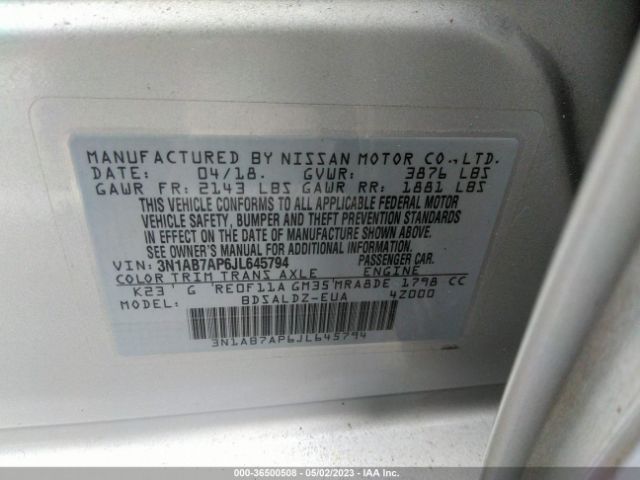 MANUFACTURED BY NISSAN MOTOR CO.,LTD.
DATE: 04/18. GVWR: 3876 LBS
GAWR FR: 2143 LBS GAWR RR: 1881 LBS
THIS VEHICLE CONFORMS TO ALL APPLICABLE FEDERAL MOTOR
VEHICLE SAFETY, BUMPER AND THEFT PREVENTION STANDARDS
IN EFFECT ON THE DATE OF MANUFACTURE SHOWN ABOVE.
SEE OWNER'S MANUAL FOR ADDITIONAL INFORMATION.
VIN: 3N1AB7AP6JL645794 PASSENGER CAR.
COLOR TRIM TRANS AXLE ENGINE
K23 G RE0F11A GM35 MRA8DE 1798 CC
MODEL: BDSALDZ-EUA 4Z000
3N1AB7AP6JL645794
000-36500508 - 05/02/2023 - IAA Inc.